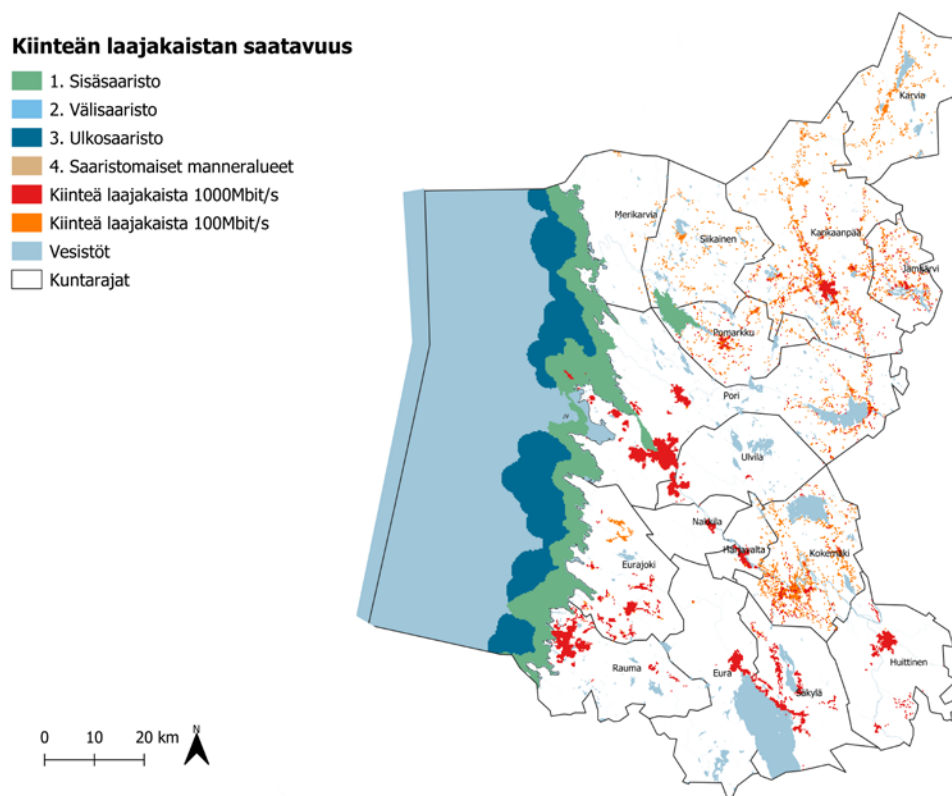 Kiinteän laajakaistan saatavuus
1. Sisäsaaristo
2. Välisaaristo
3. Ulkosaaristo
4. Saaristomaiset manneralueet
Kiinteä laajakaista 1000Mbit/s
Kiinteä laajakaista 100Mbit/s
Vesistöt
Kuntarajat
Karvia
Merikarvia
Siikainen
Kankaanpää
Jämijärvi
Pomarkku
Pori
Ulvila
Nakkila
Harjavalta
Kokemäki
Eurajoki
Rauma
Eura
Säkylä
Huittinen
0 10 20 km
N